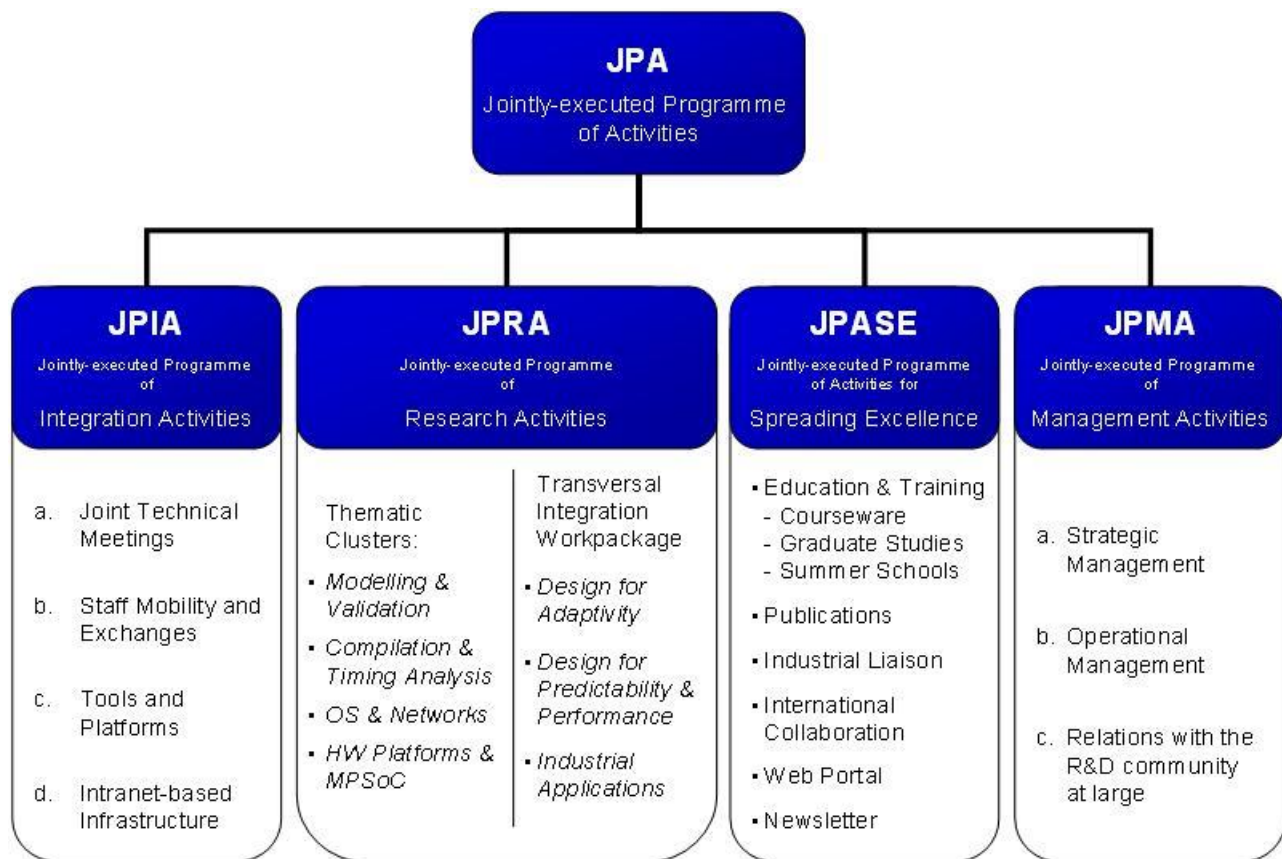 JPA
Jointly-executed Programme
of Activities
JPIA
Jointly-executed Programme
of
Integration Activities
a. Joint Technical
Meetings
b. Staff Mobility and
Exchanges
c. Tools and
Platforms
d. Intranet-based
Infrastructure
JPRA
Jointly-executed Programme
of
Research Activities
Thematic
Clusters:
▪ Modelling &
Validation
▪ Compilation &
Timing Analysis
▪ OS & Networks
▪ HW Platforms &
MPSoC
Transversal
Integration
Workpackage
▪ Design for
Adaptivity
▪ Design for
Predictability &
Performance
▪ Industrial
Applications
JPASE
Jointly-executed Programme
of Activities for
Spreading Excellence
▪ Education & Training
- Courseware
- Graduate Studies
- Summer Schools
▪ Publications
▪ Industrial Liaison
▪ International
Collaboration
▪ Web Portal
▪ Newsletter
JPMA
Jointly-executed Programme
of
Management Activities
a. Strategic
Management
b. Operational
Management
c. Relations with the
R&D community
at large